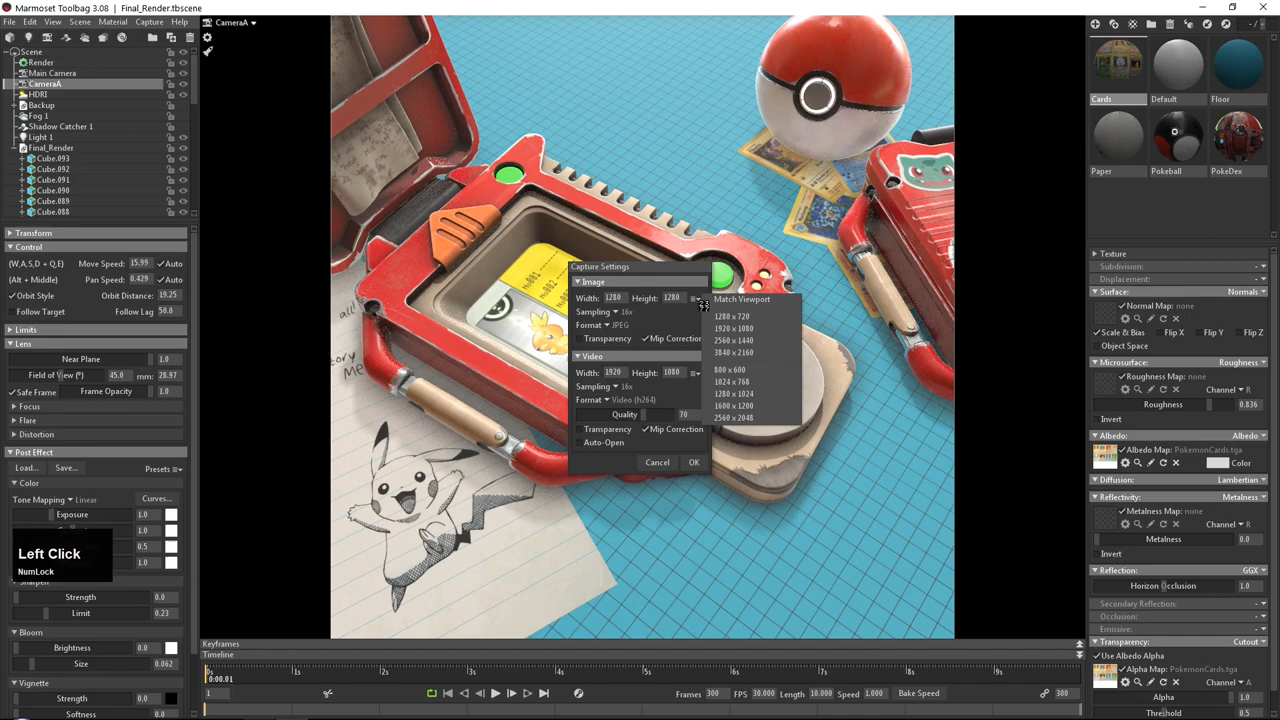 Marmoset Toolbag 3.08 | Final_Render.tbscene
File Edit View Scene Material Capture Help
CameraA
Scene
Render
Main Camera
CameraA
HDRI
Backup
Fog 1
Shadow Catcher 1
Light 1
Final_Render
Cube.093
Cube.092
Cube.091
Cube.090
Cube.089
Cube.088
Transform
Control
(W,A,S,D + Q,E) Move Speed: 15.99 Auto
(Alt + Middle) Pan Speed: 0.429 Auto
Orbit Style Orbit Distance: 19.25
Follow Target Follow Lag 50.0
Limits
Lens
Near Plane 1.0
Field of View (°) 45.0 mm: 28.97
Safe Frame Frame Opacity 1.0
Focus
Flare
Distortion
Post Effect
Load... Save... Presets
Color
Tone Mapping Linear Curves...
Exposure 1.0
1.0
0.5
1.0
Left Click
NumLock
Sharpen
Strength 0.0
Limit 0.23
Bloom
Brightness 0.0
Size 0.062
Vignette
Strength 0.0
Softness 0.0
Capture Settings
Image
Width: 1280 Height: 1280
Sampling 16x
Format JPEG
Transparency Mip Correction
Video
Width: 1920 Height: 1080
Sampling 16x
Format Video (h264)
Quality 70
Transparency Mip Correction
Auto-Open
Cancel OK
Match Viewport
1280 x 720
1920 x 1080
2560 x 1440
3840 x 2160
800 x 600
1024 x 768
1280 x 1024
1600 x 1200
2560 x 2048
No001
No002
Keyframes
Timeline
0s 1s 2s 3s 4s 5s 6s 7s 8s 9s
0:00.01
1 Frames 300 FPS 30.000 Length 10.000 Speed 1.000 Bake Speed 300
Cards Default Floor
Paper Pokeball PokeDex
Texture
Subdivision:
Displacement:
Surface: Normals
Normal Map: none
Scale & Bias Flip X Flip Y Flip Z
Object Space
Microsurface: Roughness
Roughness Map: none
Channel R
Roughness 0.836
Invert
Albedo: Albedo
Albedo Map: PokemonCards.tga
Color
Diffusion: Lambertian
Reflectivity: Metalness
Metalness Map: none
Channel R
Metalness 0.0
Invert
Reflection: GGX
Horizon Occlusion 1.0
Secondary Reflection:
Occlusion:
Emissive:
Transparency: Cutout
Use Albedo Alpha
Alpha Map: PokemonCards.tga
Channel A
Alpha 1.0
Threshold 0.5